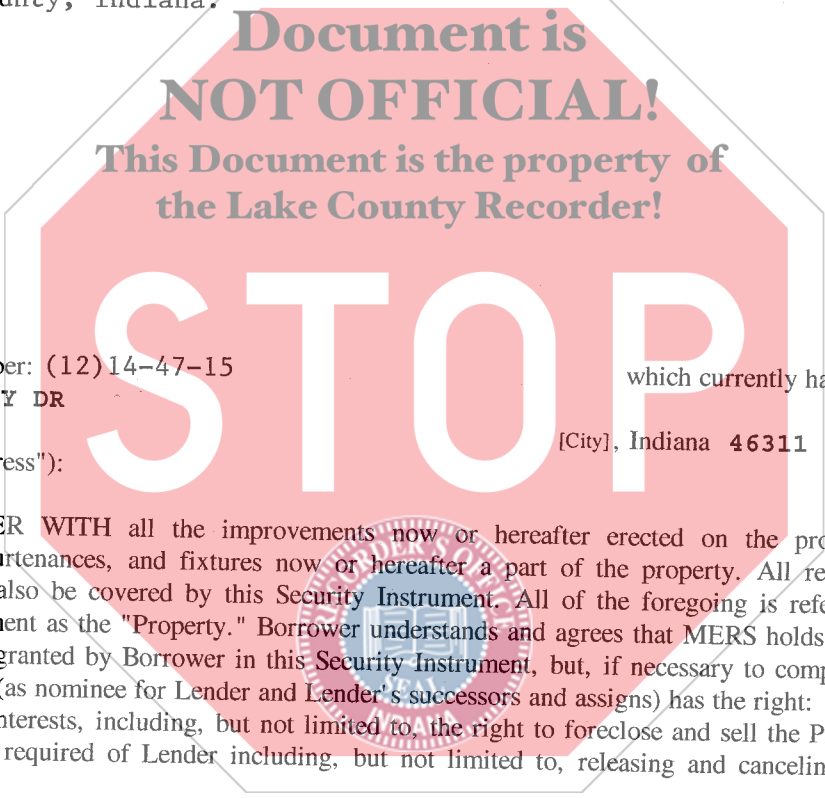 unty, Indiana.
Document is
NOT OFFICIAL!
This Document is the property of
the Lake County Recorder!
STOP
ber: (12)14-47-15
which currently ha
Y DR
[City], Indiana 46311
ress"):
ER WITH all the improvements now or hereafter erected on the pro
urtenances, and fixtures now or hereafter a part of the property. All re
also be covered by this Security Instrument. All of the foregoing is refe
nent as the "Property." Borrower understands and agrees that MERS holds
granted by Borrower in this Security Instrument, but, if necessary to comp
(as nominee for Lender and Lender's successors and assigns) has the right:
nterests, including, but not limited to, the right to foreclose and sell the P
required of Lender including, but not limited to, releasing and cancelin
RECORDER'S OFFICE
SEAL
INDIANA